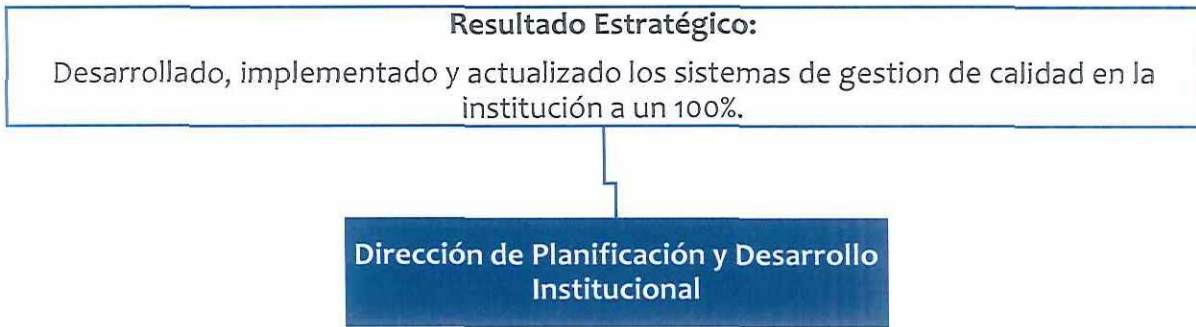 Resultado Estratégico:
Desarrollado, implementado y actualizado los sistemas de gestion de calidad en la
institución a un 100%.
Dirección de Planificación y Desarrollo
Institucional